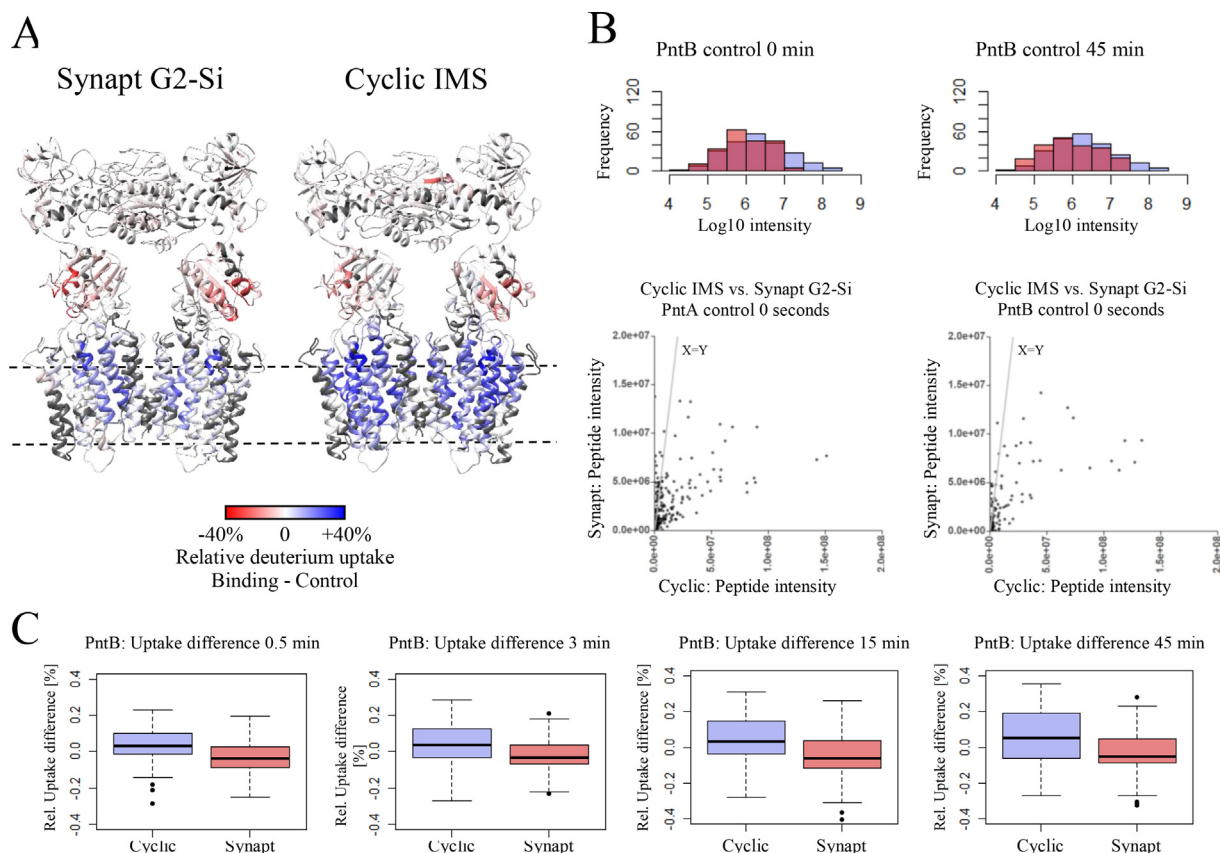 A
Synapt G2-Si
Cyclic IMS
-40%
0
+40%
Relative deuterium uptake
Binding - Control
B
PntB control 0 min
Frequency
120
60
0
4
5
6
7
8
9
Log10 intensity
PntB control 45 min
Frequency
120
60
0
4
5
6
7
8
9
Log10 intensity
Cyclic IMS vs. Synapt G2-Si
PntA control 0 seconds
X=Y
Synapt: Peptide intensity
2.0e+07
1.5e+07
1.0e+07
5.0e+06
0.0e+00
0.0e+00
5.0e+07
1.0e+08
1.5e+08
2.0e+08
Cyclic: Peptide intensity
Cyclic IMS vs. Synapt G2-Si
PntB control 0 seconds
X=Y
Synapt: Peptide intensity
2.0e+07
1.5e+07
1.0e+07
5.0e+06
0.0e+00
0.0e+00
5.0e+07
1.0e+08
1.5e+08
2.0e+08
Cyclic: Peptide intensity
C
PntB: Uptake difference 0.5 min
Rel. Uptake difference [%]
0.4
0.2
0.0
-0.2
-0.4
Cyclic
Synapt
PntB: Uptake difference 3 min
Rel. Uptake difference
[%]
0.4
0.2
0.0
-0.2
-0.4
Cyclic
Synapt
PntB: Uptake difference 15 min
Rel. Uptake difference [%]
0.4
0.2
0.0
-0.2
-0.4
Cyclic
Synapt
PntB: Uptake difference 45 min
Rel. Uptake difference [%]
0.4
0.2
0.0
-0.2
-0.4
Cyclic
Synapt